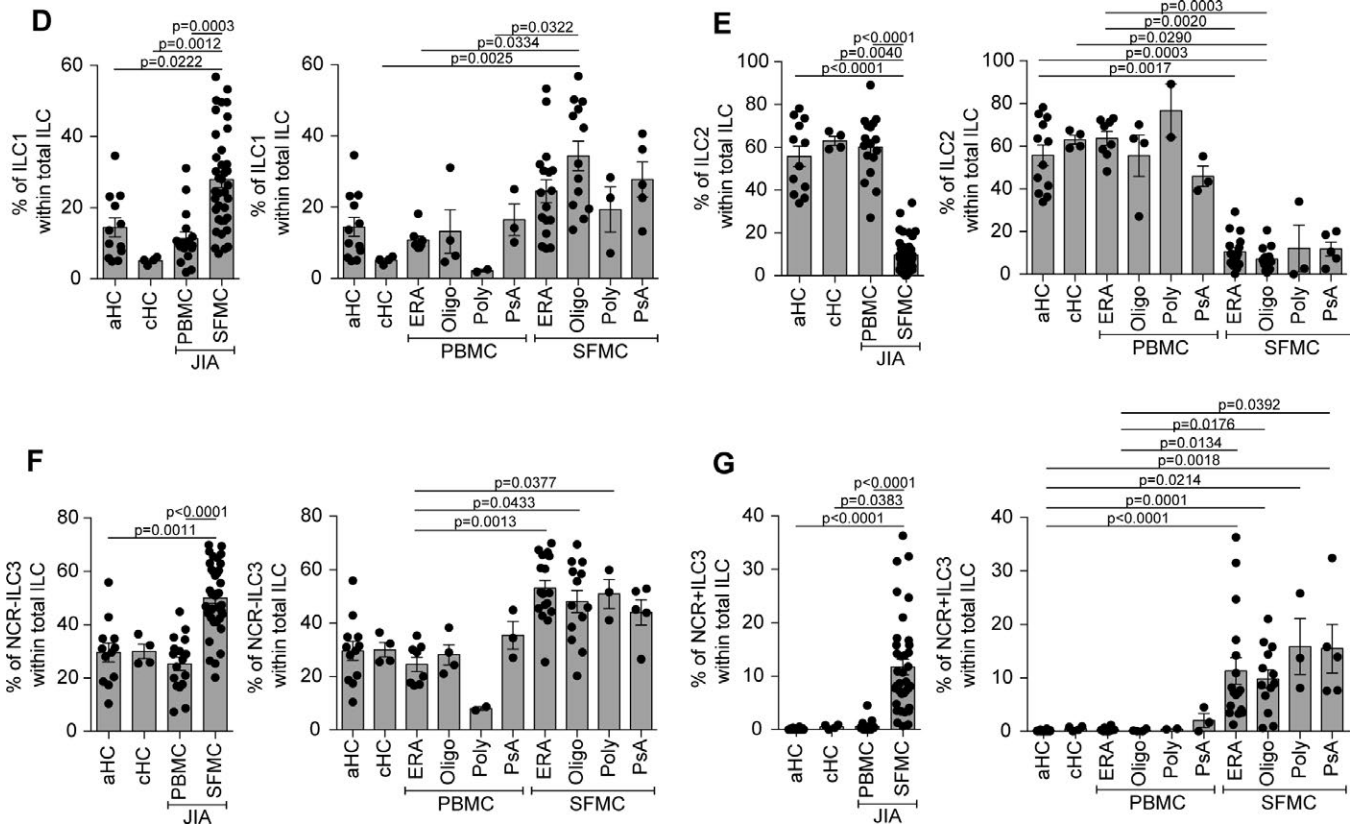 D
p=0.0003
p=0.0012
p=0.0222
% of ILC1
within total ILC
60
40
20
0
aHC
cHC
PBMC
SFMC
JIA
p=0.0322
p=0.0334
p=0.0025
% of ILC1
within total ILC
60
40
20
0
aHC
cHC
ERA
Oligo
Poly
PsA
ERA
Oligo
Poly
PsA
PBMC
SFMC
E
p<0.0001
p=0.0040
p<0.0001
% of ILC2
within total ILC
100
80
60
40
20
0
aHC
cHC
PBMC
SFMC
JIA
p=0.0003
p=0.0020
p=0.0290
p=0.0003
p=0.0017
% of ILC2
within total ILC
100
80
60
40
20
0
aHC
cHC
ERA
Oligo
Poly
PsA
ERA
Oligo
Poly
PsA
PBMC
SFMC
F
p<0.0001
p=0.0011
% of NCR-ILC3
within total ILC
80
60
40
20
0
aHC
cHC
PBMC
SFMC
JIA
p=0.0377
p=0.0433
p=0.0013
% of NCR-ILC3
within total ILC
80
60
40
20
0
aHC
cHC
ERA
Oligo
Poly
PsA
ERA
Oligo
Poly
PsA
PBMC
SFMC
G
p<0.0001
p=0.0383
p<0.0001
% of NCR+ILC3
within total ILC
40
30
20
10
0
aHC
cHC
PBMC
SFMC
JIA
p=0.0392
p=0.0176
p=0.0134
p=0.0018
p=0.0214
p=0.0001
p<0.0001
% of NCR+ILC3
within total ILC
40
30
20
10
0
aHC
cHC
ERA
Oligo
Poly
PsA
ERA
Oligo
Poly
PsA
PBMC
SFMC